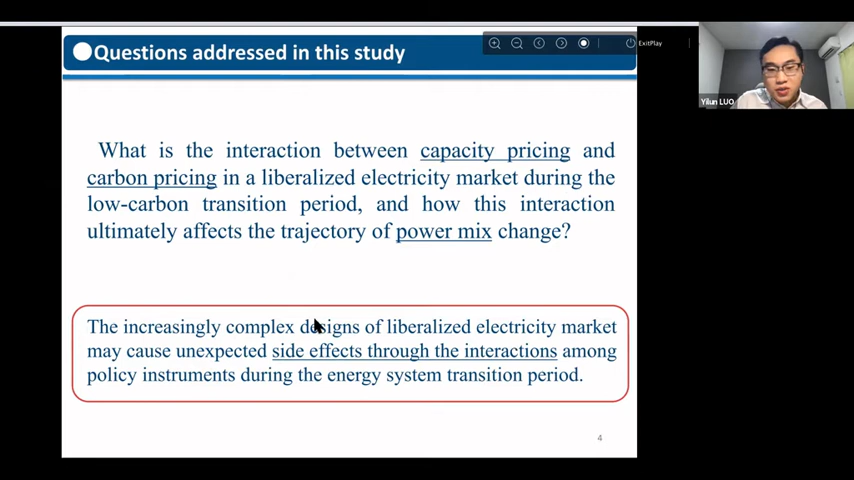 Questions addressed in this study
ExitPlay
Yilun LUO
What is the interaction between capacity pricing and
carbon pricing in a liberalized electricity market during the
low-carbon transition period, and how this interaction
ultimately affects the trajectory of power mix change?
The increasingly complex designs of liberalized electricity market
may cause unexpected side effects through the interactions among
policy instruments during the energy system transition period.
4